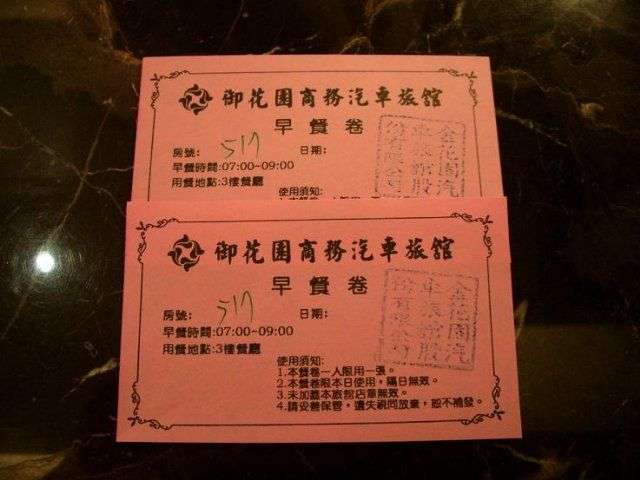 御花園商務汽車旅館
早餐卷
房號: 517
日期:
早餐時間:07:00~09:00
用餐地點:3樓餐廳
使用須知:
御花園商務汽車旅館
早餐卷
房號: 517
日期:
早餐時間:07:00~09:00
用餐地點:3樓餐廳
使用須知:
1.本餐卷一人限用一張。
2.本餐卷限本日使用,隔日無效。
3.未加蓋本旅館店章無效。
4.請妥善保管,遺失視同放棄,恕不補發。